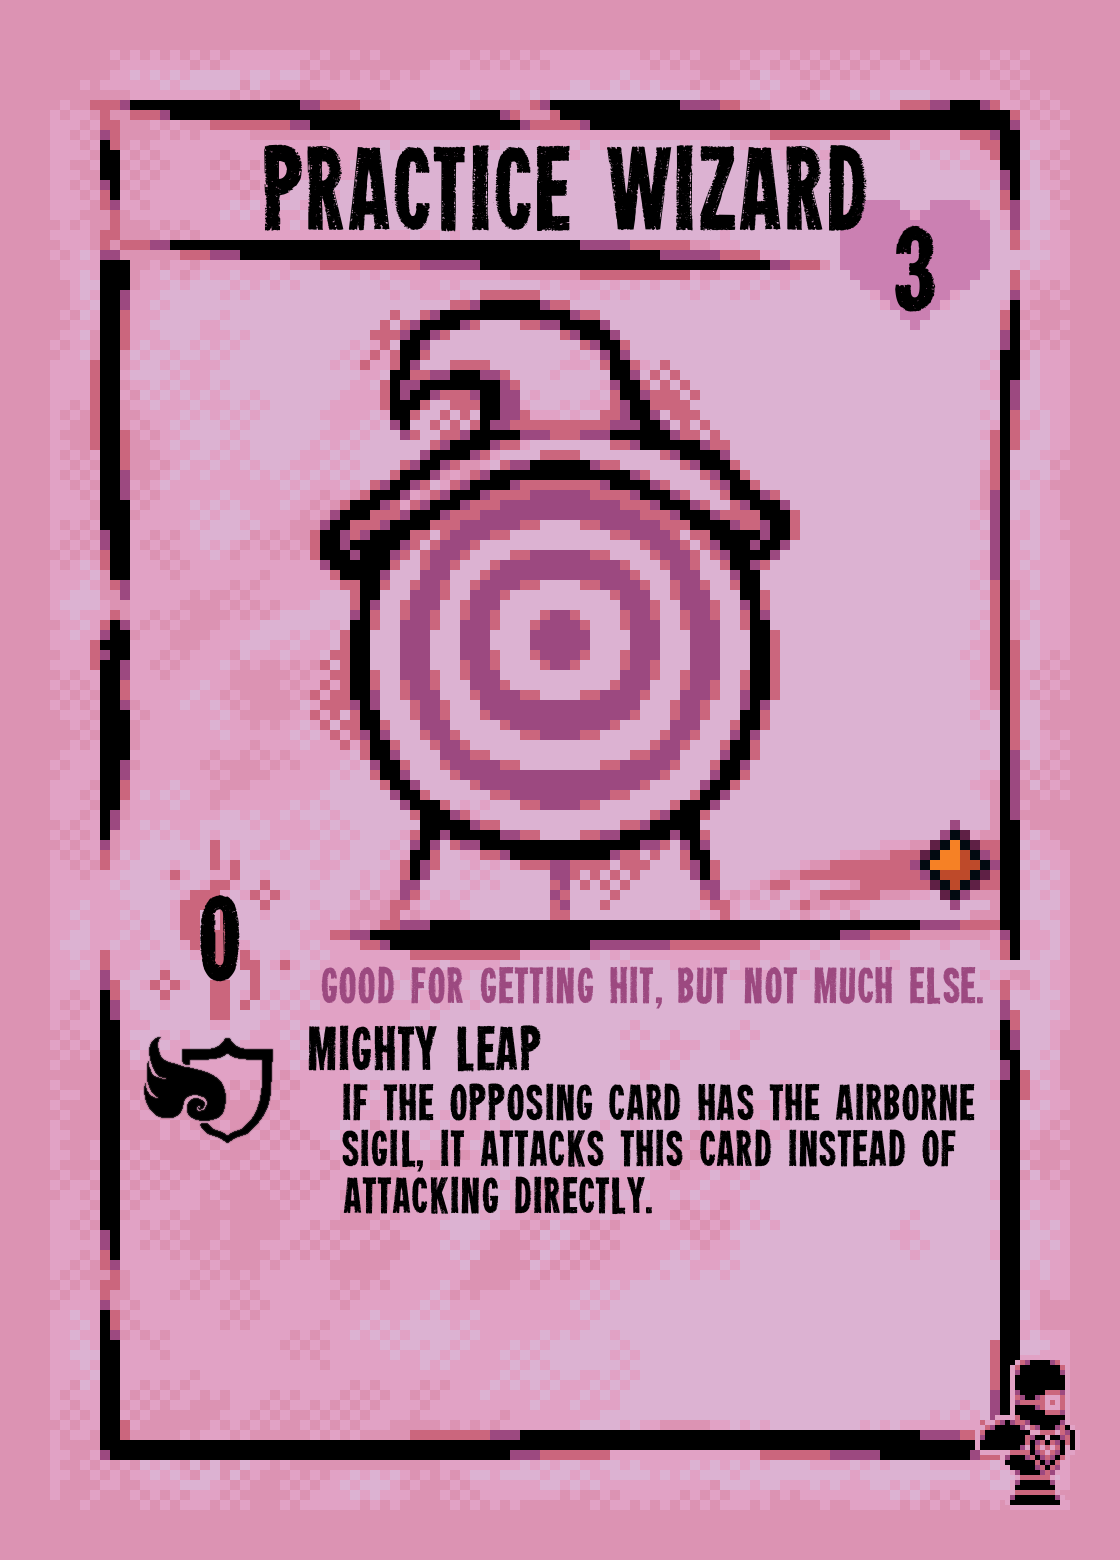 PRACTICE WIZARD
3
0
GOOD FOR GETTING HIT, BUT NOT MUCH ELSE.
MIGHTY LEAP
IF THE OPPOSING CARD HAS THE AIRBORNE
SIGIL, IT ATTACKS THIS CARD INSTEAD OF
ATTACKING DIRECTLY.